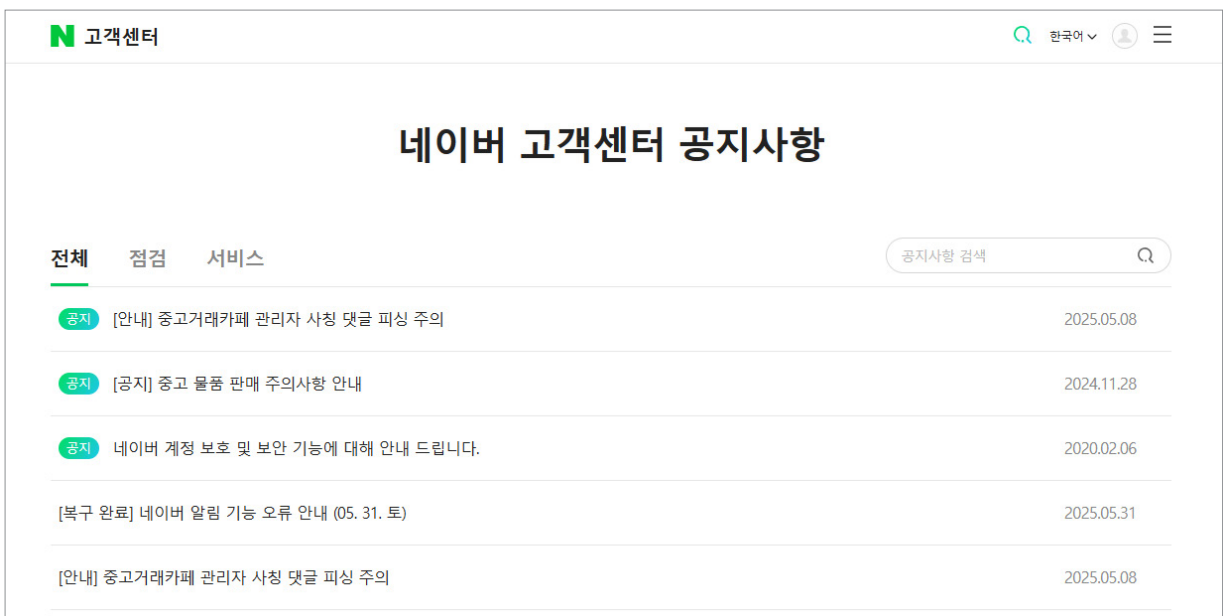 N 고객센터 한국어
네이버 고객센터 공지사항
전체 점검 서비스 공지사항 검색
공지 [안내] 중고거래카페 관리자 사칭 댓글 피싱 주의 2025.05.08
공지 [공지] 중고 물품 판매 주의사항 안내 2024.11.28
공지 네이버 계정 보호 및 보안 기능에 대해 안내 드립니다. 2020.02.06
[복구 완료] 네이버 알림 기능 오류 안내 (05. 31. 토) 2025.05.31
[안내] 중고거래카페 관리자 사칭 댓글 피싱 주의 2025.05.08